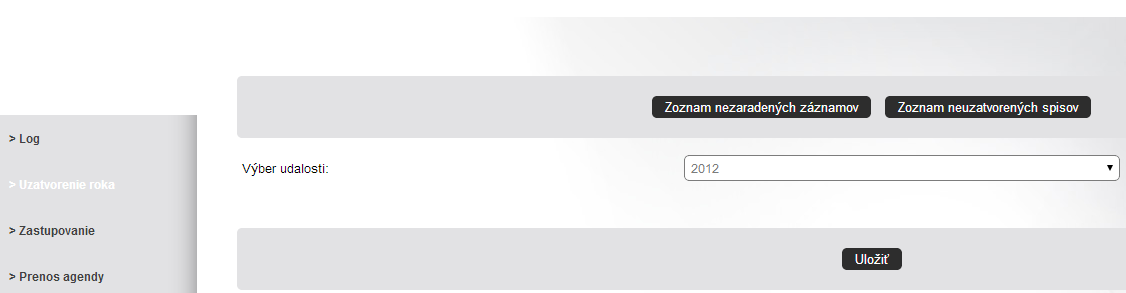 Zoznam nezaradených záznamov
Zoznam neuzatvorených spisov
> Log
Výber udalosti:
2012
> Uzatvorenie roka
> Zastupovanie
Uložiť
> Prenos agendy